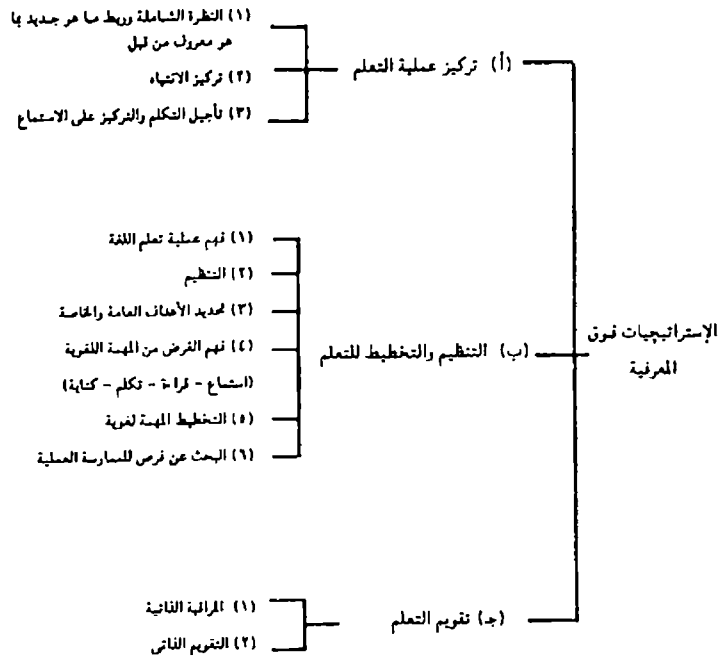 الإستراتيجيات فوق
المعرفية
(أ) تركيز عملية التعلم
(١) النظرة الشاملة وربط ما هو جديد بما
هو معروف من قبل
(٢) تركيز الانتباه
(٣) تأجيل التكلم والتركيز على الاستماع
(ب) التنظيم والتخطيط للتعلم
(١) فهم عملية تعلم اللغة
(٢) التنظيم
(٣) تحديد الأهداف العامة والخاصة
(٤) فهم الغرض من المهمة اللغوية
(استماع - قراءة - تكلم - كتابة)
(٥) التخطيط المهمة لغوية
(٦) البحث عن فرص للممارسة العملية
(جـ) تقويم التعلم
(١) المراقبة الذاتية
(٢) التقويم الذاتى